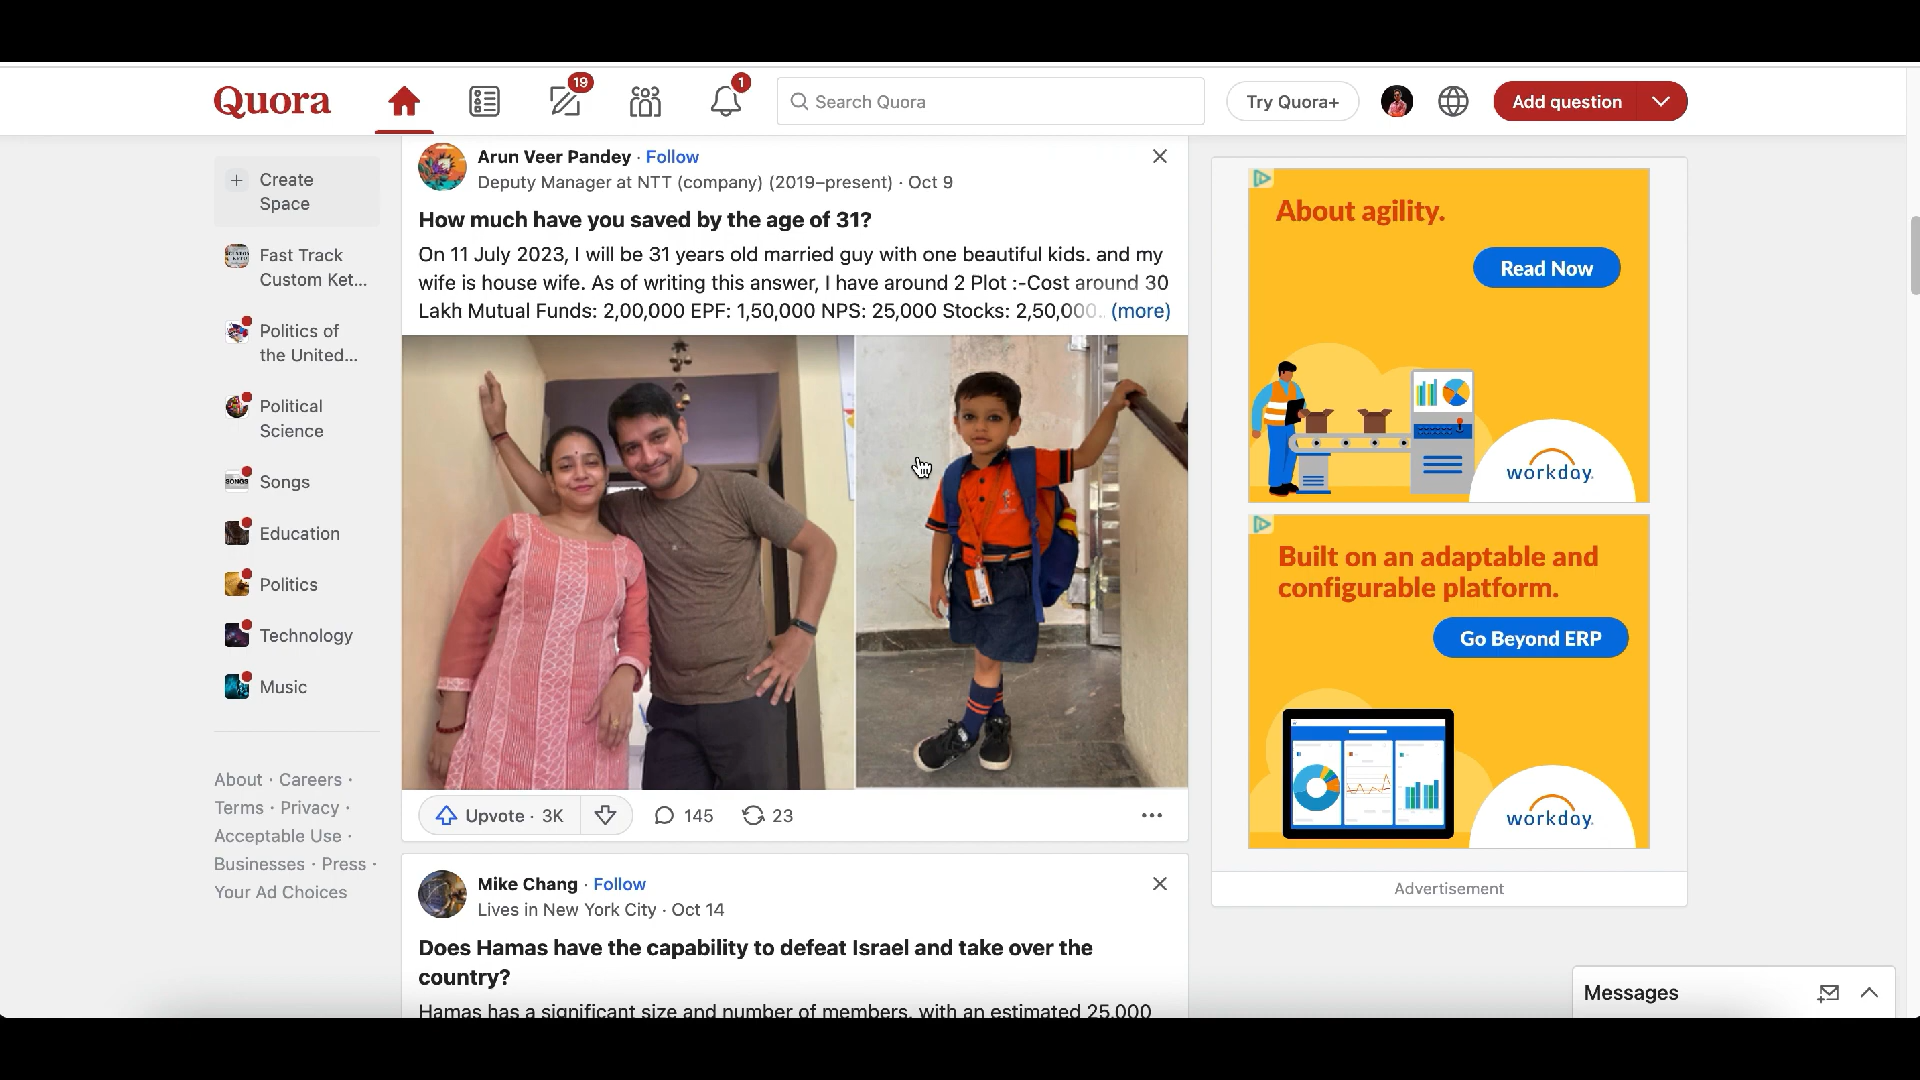 Quora
19
1
Search Quora
Try Quora+
Add question
Create
Space
Fast Track
Custom Ket...
Politics of
the United...
Political
Science
SONGS
Songs
Education
Politics
Technology
Music
About · Careers ·
Terms · Privacy ·
Acceptable Use ·
Businesses · Press ·
Your Ad Choices
Arun Veer Pandey · Follow
Deputy Manager at NTT (company) (2019–present) · Oct 9
How much have you saved by the age of 31?
On 11 July 2023, I will be 31 years old married guy with one beautiful kids. and my
wife is house wife. As of writing this answer, I have around 2 Plot :-Cost around 30
Lakh Mutual Funds: 2,00,000 EPF: 1,50,000 NPS: 25,000 Stocks: 2,50,000.. (more)
Upvote · 3K
145
23
Mike Chang · Follow
Lives in New York City · Oct 14
Does Hamas have the capability to defeat Israel and take over the
country?
Hamas has a significant size and number of members, with an estimated 25,000
About agility.
Read Now
workday.
Built on an adaptable and
configurable platform.
Go Beyond ERP
workday.
Advertisement
Messages